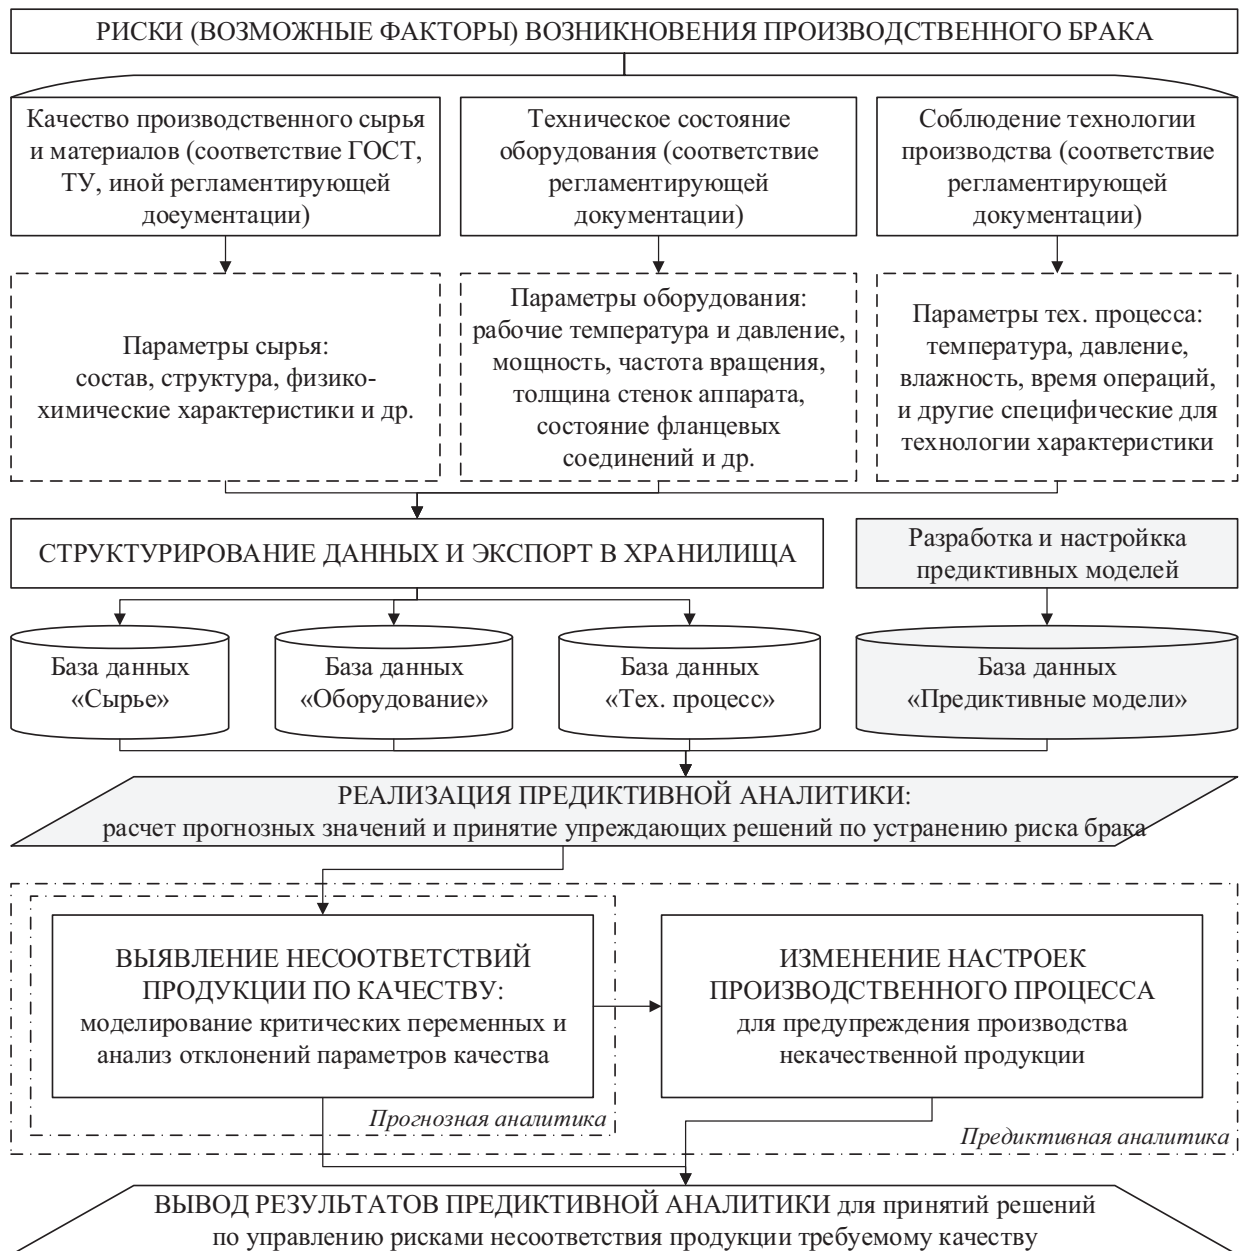 РИСКИ (ВОЗМОЖНЫЕ ФАКТОРЫ) ВОЗНИКНОВЕНИЯ ПРОИЗВОДСТВЕННОГО БРАКА
Качество производственного сырья
и материалов (соответствие ГОСТ,
ТУ, иной регламентирующей
доеументации)
Техническое состояние
оборудования (соответствие
регламентирующей
документации)
Соблюдение технологии
производства (соответствие
регламентирующей
документации)
Параметры сырья:
состав, структура, физико-
химические характеристики и др.
Параметры оборудования:
рабочие температура и давление,
мощность, частота вращения,
толщина стенок аппарата,
состояние фланцевых
соединений и др.
Параметры тех. процесса:
температура, давление,
влажность, время операций,
и другие специфические для
технологии характеристики
СТРУКТУРИРОВАНИЕ ДАННЫХ И ЭКСПОРТ В ХРАНИЛИЩА
Разработка и настройкка
предиктивных моделей
База данных
«Сырье»
База данных
«Оборудование»
База данных
«Тех. процесс»
База данных
«Предиктивные модели»
РЕАЛИЗАЦИЯ ПРЕДИКТИВНОЙ АНАЛИТИКИ:
расчет прогнозных значений и принятие упреждающих решений по устранению риска брака
ВЫЯВЛЕНИЕ НЕСООТВЕТСТВИЙ
ПРОДУКЦИИ ПО КАЧЕСТВУ:
моделирование критических переменных и
анализ отклонений параметров качества
Прогнозная аналитика
ИЗМЕНЕНИЕ НАСТРОЕК
ПРОИЗВОДСТВЕННОГО ПРОЦЕССА
для предупреждения производства
некачественной продукции
Предиктивная аналитика
ВЫВОД РЕЗУЛЬТАТОВ ПРЕДИКТИВНОЙ АНАЛИТИКИ для принятий решений
по управлению рисками несоответствия продукции требуемому качеству